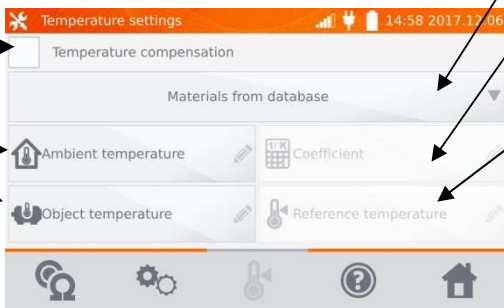 Temperature settings 14:58 2017.12.06
Temperature compensation
Materials from database
Ambient temperature
1/K
Coefficient
Object temperature
Reference temperature